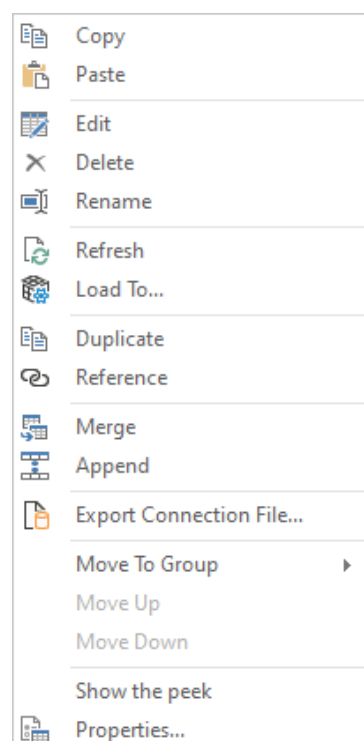 Copy
Paste
Edit
Delete
Rename
Refresh
Load To...
Duplicate
Reference
Merge
Append
Export Connection File...
Move To Group
Move Up
Move Down
Show the peek
Properties...